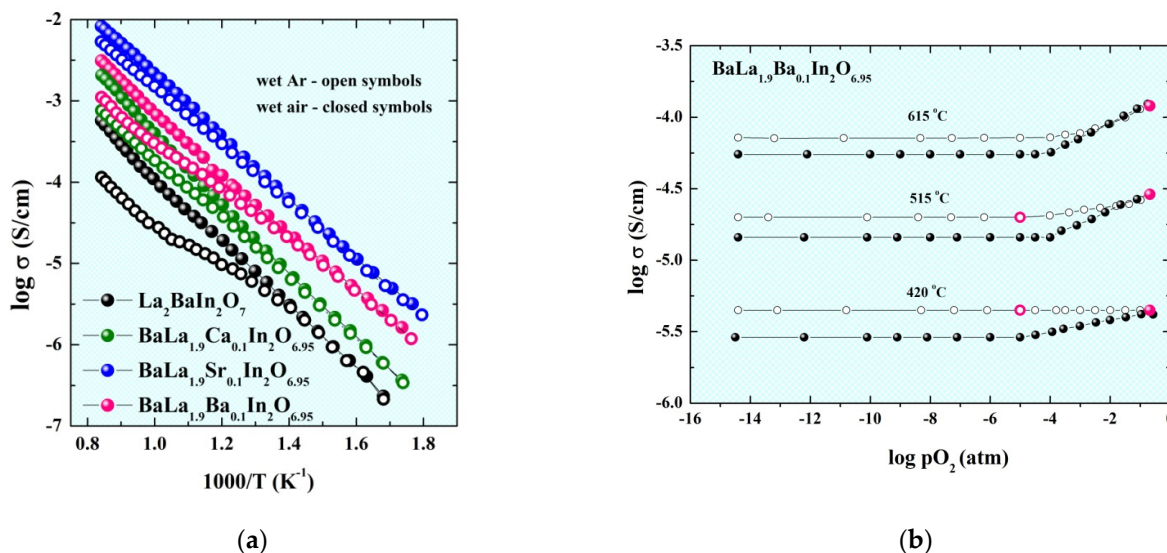 -2
-3
-4
-5
-6
-7
log σ (S/cm)
wet Ar - open symbols
wet air - closed symbols
La₂BaIn₂O₇
BaLa₁.₉Ca₀.₁In₂O₆.₉₅
BaLa₁.₉Sr₀.₁In₂O₆.₉₅
BaLa₁.₉Ba₀.₁In₂O₆.₉₅
0.8 1.0 1.2 1.4 1.6 1.8
1000/T (K⁻¹)
(a)
-3.5
-4.0
-4.5
-5.0
-5.5
-6.0
log σ (S/cm)
BaLa₁.₉Ba₀.₁In₂O₆.₉₅
615 °C
515 °C
420 °C
-16 -14 -12 -10 -8 -6 -4 -2 0
log pO₂ (atm)
(b)